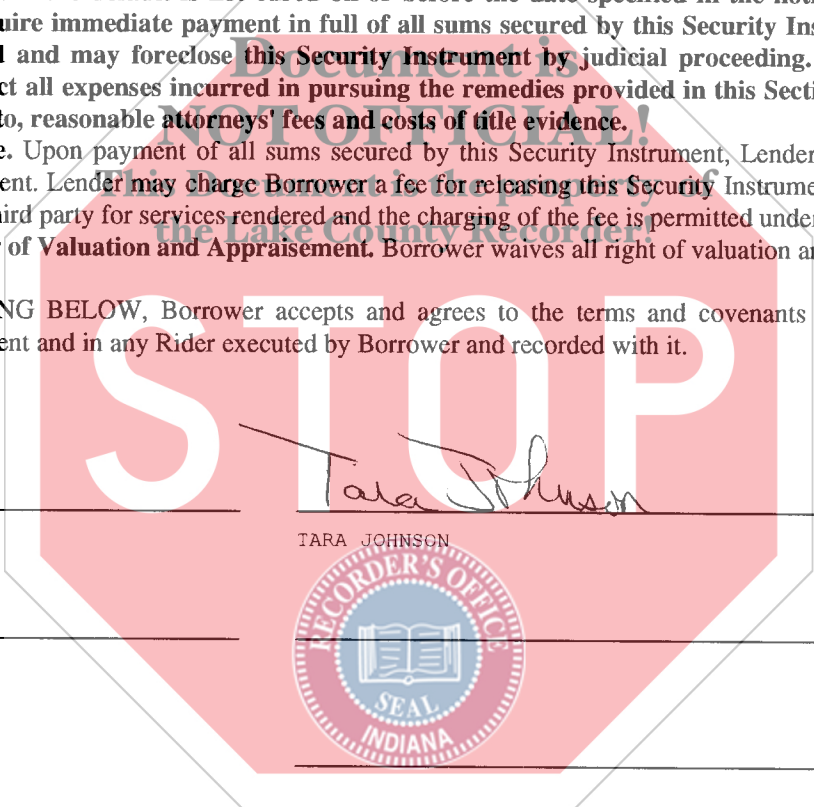 uire immediate payment in full of all sums secured by this Security Ins
and may foreclose this Security Instrument by judicial proceeding.
ct all expenses incurred in pursuing the remedies provided in this Secti
to, reasonable attorneys' fees and costs of title evidence.
e. Upon payment of all sums secured by this Security Instrument, Lender
ent. Lender may charge Borrower a fee for releasing this Security Instrume
ird party for services rendered and the charging of the fee is permitted under
of Valuation and Appraisement. Borrower waives all right of valuation a
NG BELOW, Borrower accepts and agrees to the terms and covenants
ent and in any Rider executed by Borrower and recorded with it.
Document is
NOT OFFICIAL!
This Document is the property of
the Lake County Recorder!
STOP
Tara Johnson
TARA JOHNSON
RECORDER'S OFFICE
SEAL
INDIANA